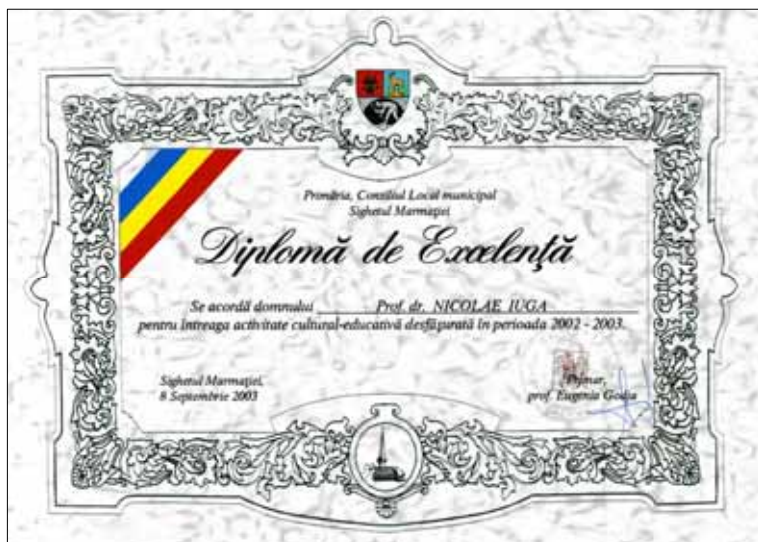 Primăria, Consiliul Local municipal
Sighetul Marmaţiei
Diplomă de Excelenţă
Se acordă domnului Prof. dr. NICOLAE IUGA
pentru întreaga activitate cultural-educativă desfăşurată în perioada 2002 - 2003.
Sighetul Marmaţiei,
8 Septembrie 2003
Primar,
prof. Eugenia Godja